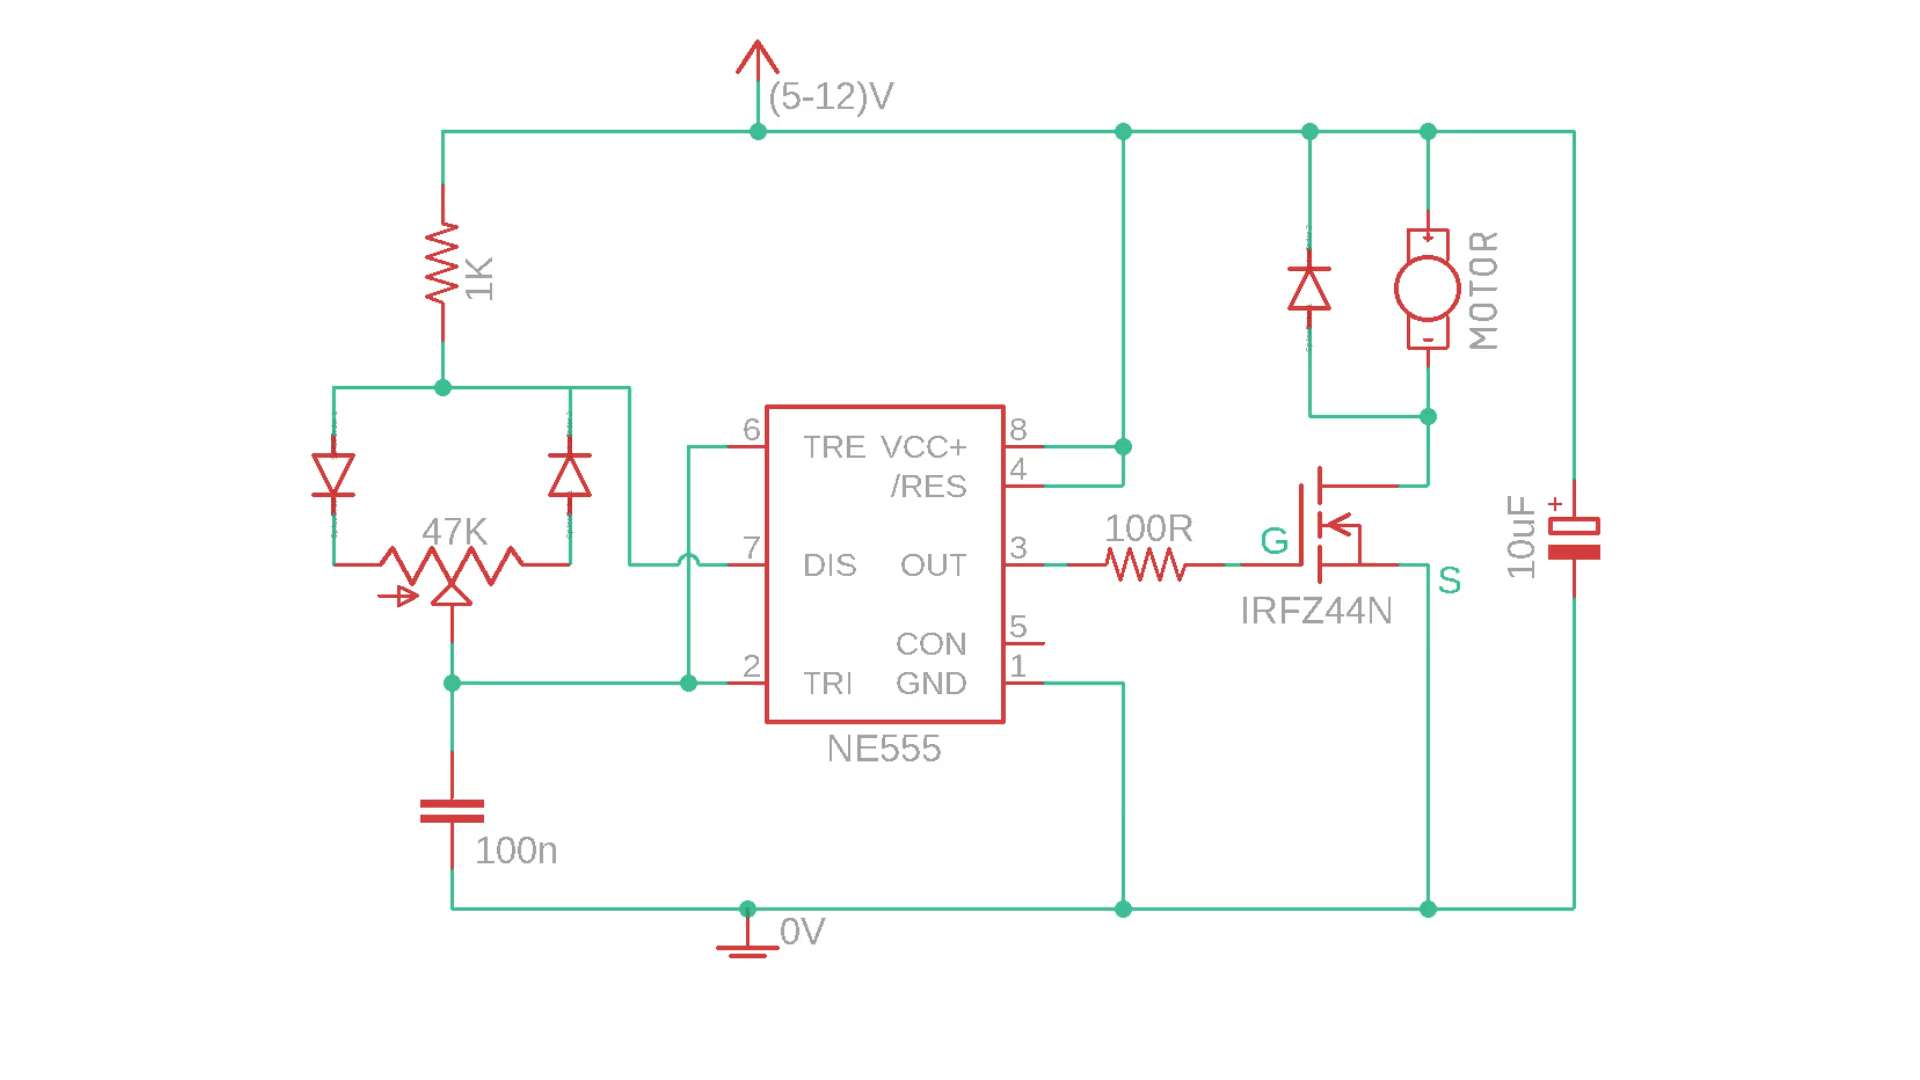 (5-12)V
1K
MOTOR
47K
6
TRE
VCC+
8
/RES
4
7
DIS
OUT
3
100R
G
S
IRFZ44N
+
10uF
CON
5
2
TRI
GND
1
NE555
100n
0V